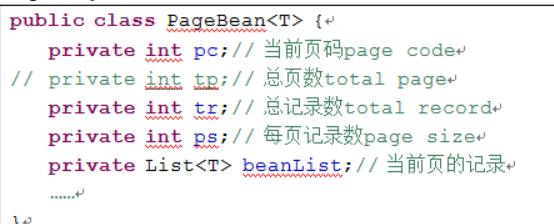 public class PageBean<T> {
private int pc;// 当前页码page code
// private int tp;// 总页数total page
private int tr;// 总记录数total record
private int ps;// 每页记录数page size
private List<T> beanList;// 当前页的记录
……
}